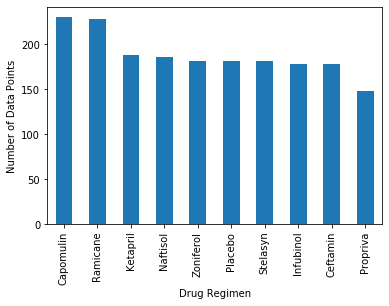 Number of Data Points
200
150
100
50
0
Capomulin
Ramicane
Ketapril
Naftisol
Zoniferol
Placebo
Stelasyn
Infubinol
Ceftamin
Propriva
Drug Regimen